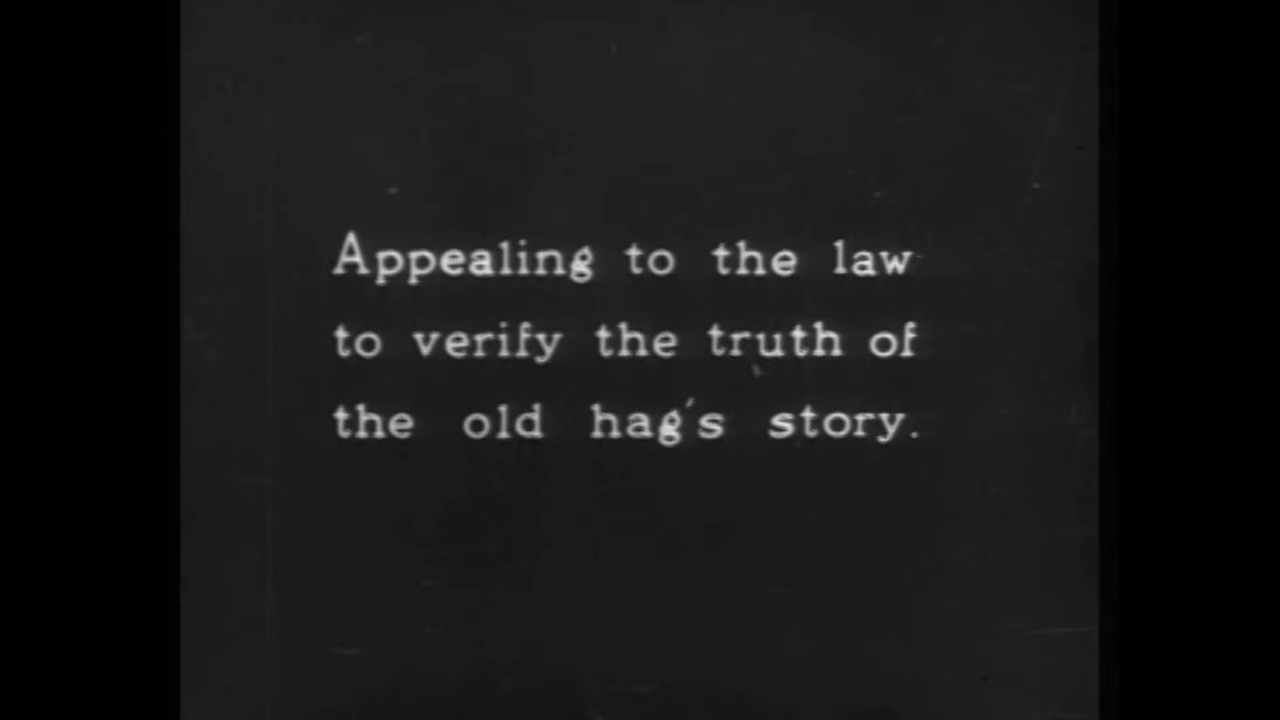 Appealing to the law
to verify the truth of
the old hag's story.